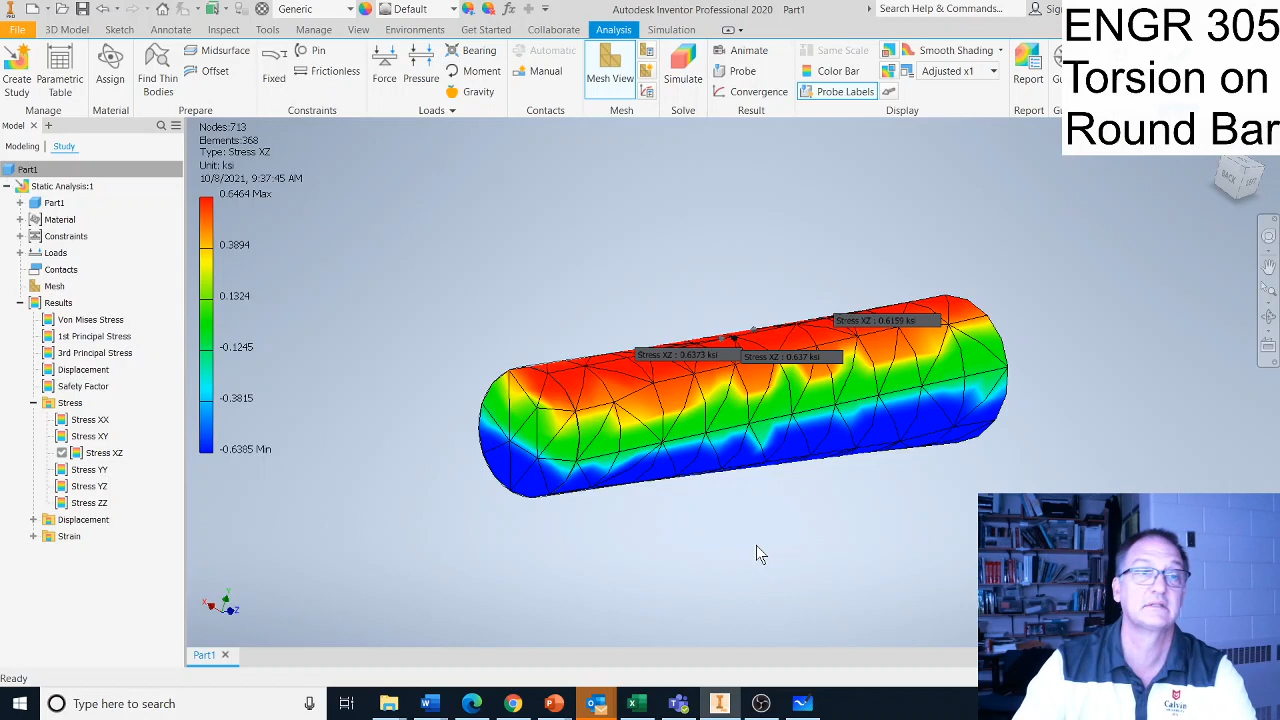 Generic
Default
Autodesk Inventor Professional 2020 Part1
Search Help & Commands...
File
3D Model
Sketch
Annotate
Inspect
Tools
Manage
View
Environments
Get Started
Collaborate
Analysis
Simulation
ENGR 305
Torsion on
Round Bar
Create
Study
Parametric
Table
Manage
Assign
Material
Find Thin
Bodies
Midsurface
Offset
Prepare
Fixed
Pin
Frictionless
Constraints
Force
Pressure
Bearing
Moment
Gravity
Loads
Automatic
Manual
Contacts
Mesh View
Mesh
Simulate
Solve
Animate
Probe
Convergence
Result
Same Scale
Color Bar
Probe Labels
Smooth Shading
Adjusted x1
Display
Report
Report
Model
Modeling
Study
Part1
Static Analysis:1
Part1
Material
Constraints
Loads
Contacts
Mesh
Results
Von Mises Stress
1st Principal Stress
3rd Principal Stress
Displacement
Safety Factor
Stress
Stress XX
Stress XY
Stress XZ
Stress YY
Stress YZ
Stress ZZ
Displacement
Strain
Nodes:713
Elements:368
Type: Stress XZ
Unit: ksi
10/8/2021, 9:37:45 AM
0.6464 Max
0.3894
0.1324
-0.1245
-0.3815
-0.6385 Min
Stress XZ : 0.6159 ksi
Stress XZ : 0.6373 ksi
Stress XZ : 0.637 ksi
BACK
LEFT
X
Y
Z
Part1
Ready
Type here to search
Calvin